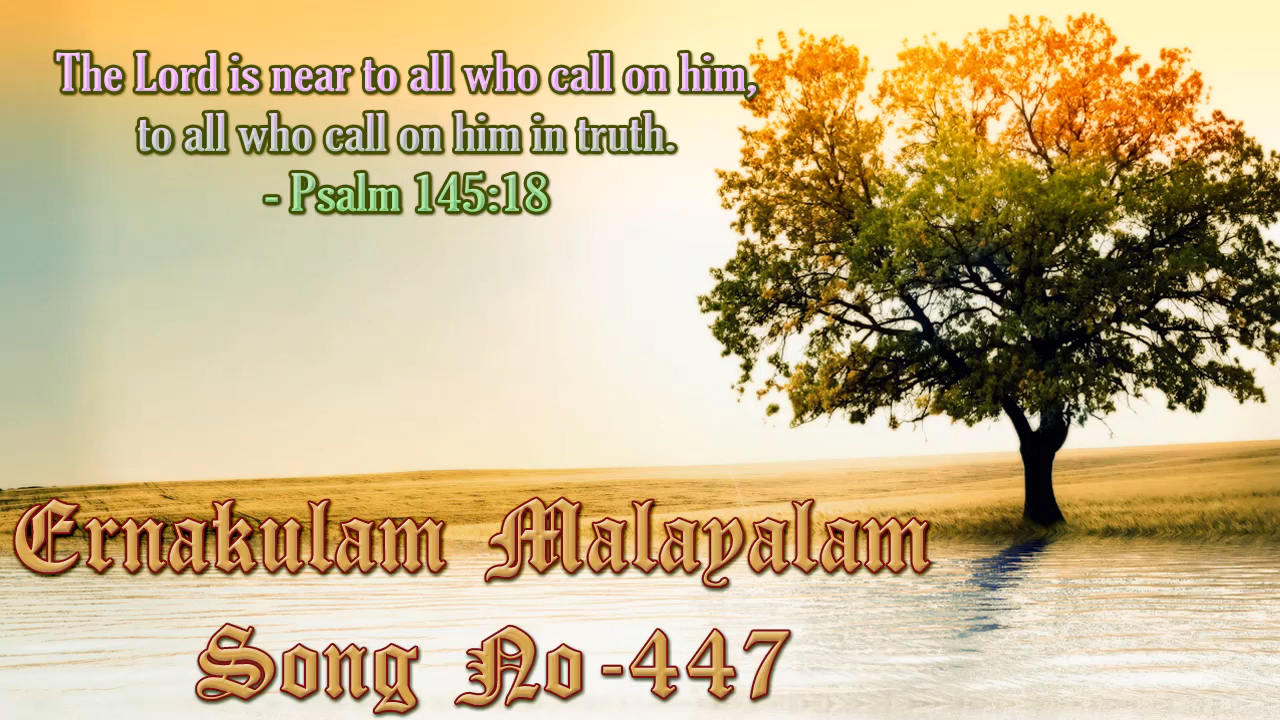 The Lord is near to all who call on him,
to all who call on him in truth.
- Psalm 145:18
Ernakulam Malayalam
Song No -447